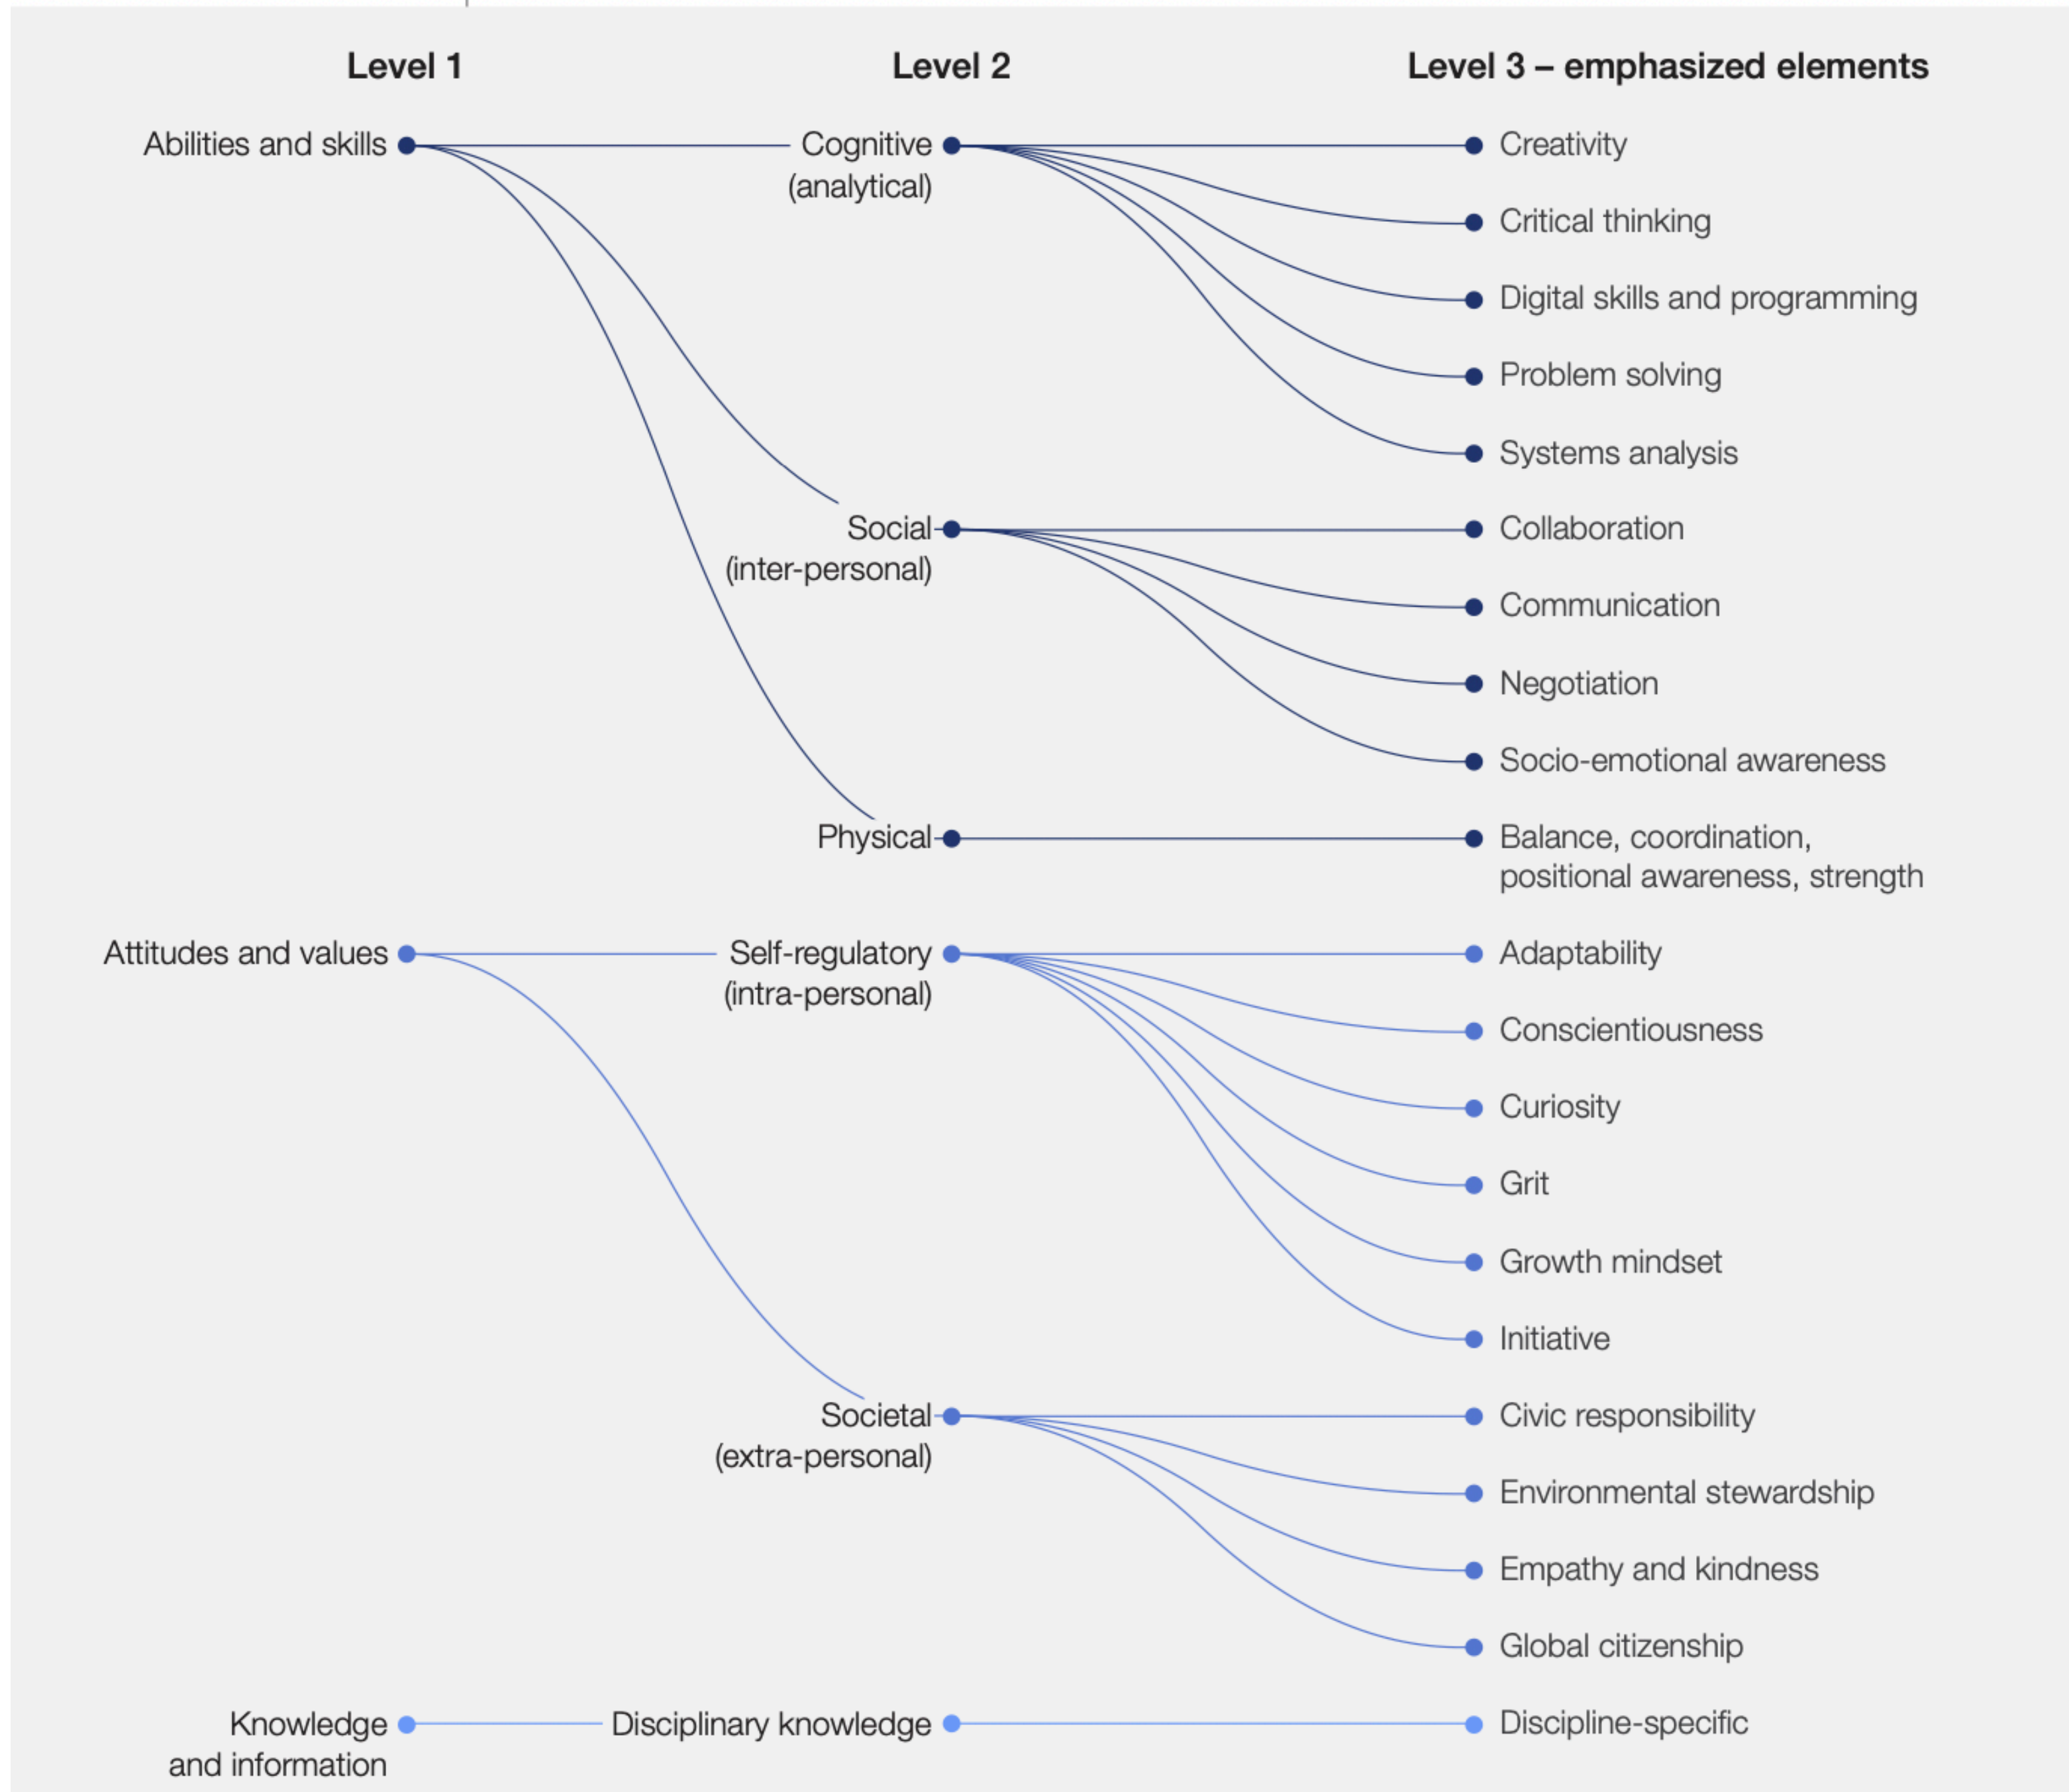 Level 1
Level 2
Level 3 – emphasized elements
Abilities and skills
Cognitive
(analytical)
Creativity
Critical thinking
Digital skills and programming
Problem solving
Systems analysis
Social
(inter-personal)
Collaboration
Communication
Negotiation
Socio-emotional awareness
Physical
Balance, coordination,
positional awareness, strength
Attitudes and values
Self-regulatory
(intra-personal)
Adaptability
Conscientiousness
Curiosity
Grit
Growth mindset
Initiative
Societal
(extra-personal)
Civic responsibility
Environmental stewardship
Empathy and kindness
Global citizenship
Knowledge
and information
Disciplinary knowledge
Discipline-specific